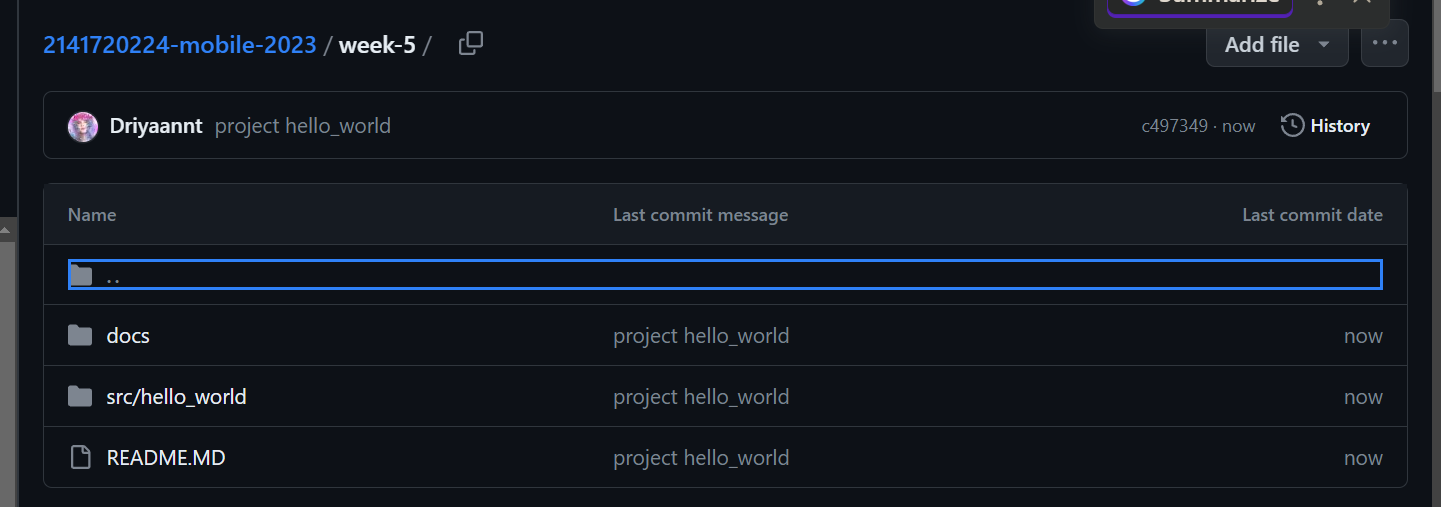 Summarize
2141720224-mobile-2023 / week-5 /
Add file
Driyaannt project hello_world c497349 · now History
Name Last commit message Last commit date
..
docs project hello_world now
src/hello_world project hello_world now
README.MD project hello_world now